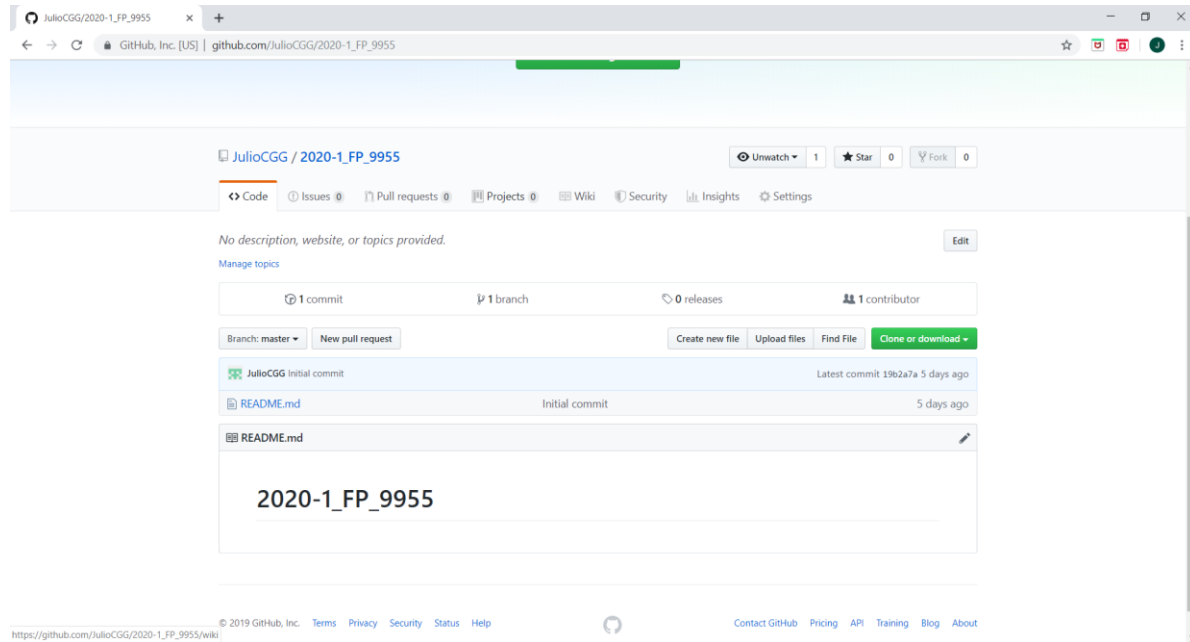 JulioCGG/2020-1_FP_9955
GitHub, Inc. [US] | github.com/JulioCGG/2020-1_FP_9955
J
JulioCGG / 2020-1_FP_9955
Unwatch 1 Star 0 Fork 0
Code Issues 0 Pull requests 0 Projects 0 Wiki Security Insights Settings
No description, website, or topics provided. Edit
Manage topics
1 commit 1 branch 0 releases 1 contributor
Branch: master New pull request Create new file Upload files Find File Clone or download
JulioCGG Initial commit Latest commit 19b2a7a 5 days ago
README.md Initial commit 5 days ago
README.md
2020-1_FP_9955
© 2019 GitHub, Inc. Terms Privacy Security Status Help Contact GitHub Pricing API Training Blog About
https://github.com/JulioCGG/2020-1_FP_9955/wiki